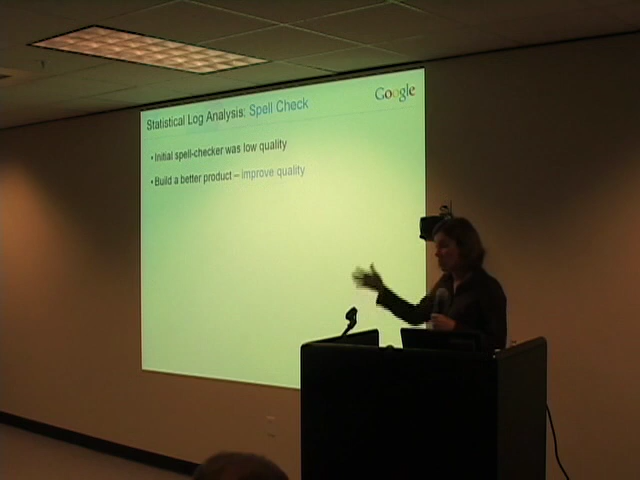 Google
Statistical Log Analysis: Spell Check
• Initial spell-checker was low quality
• Build a better product – improve quality